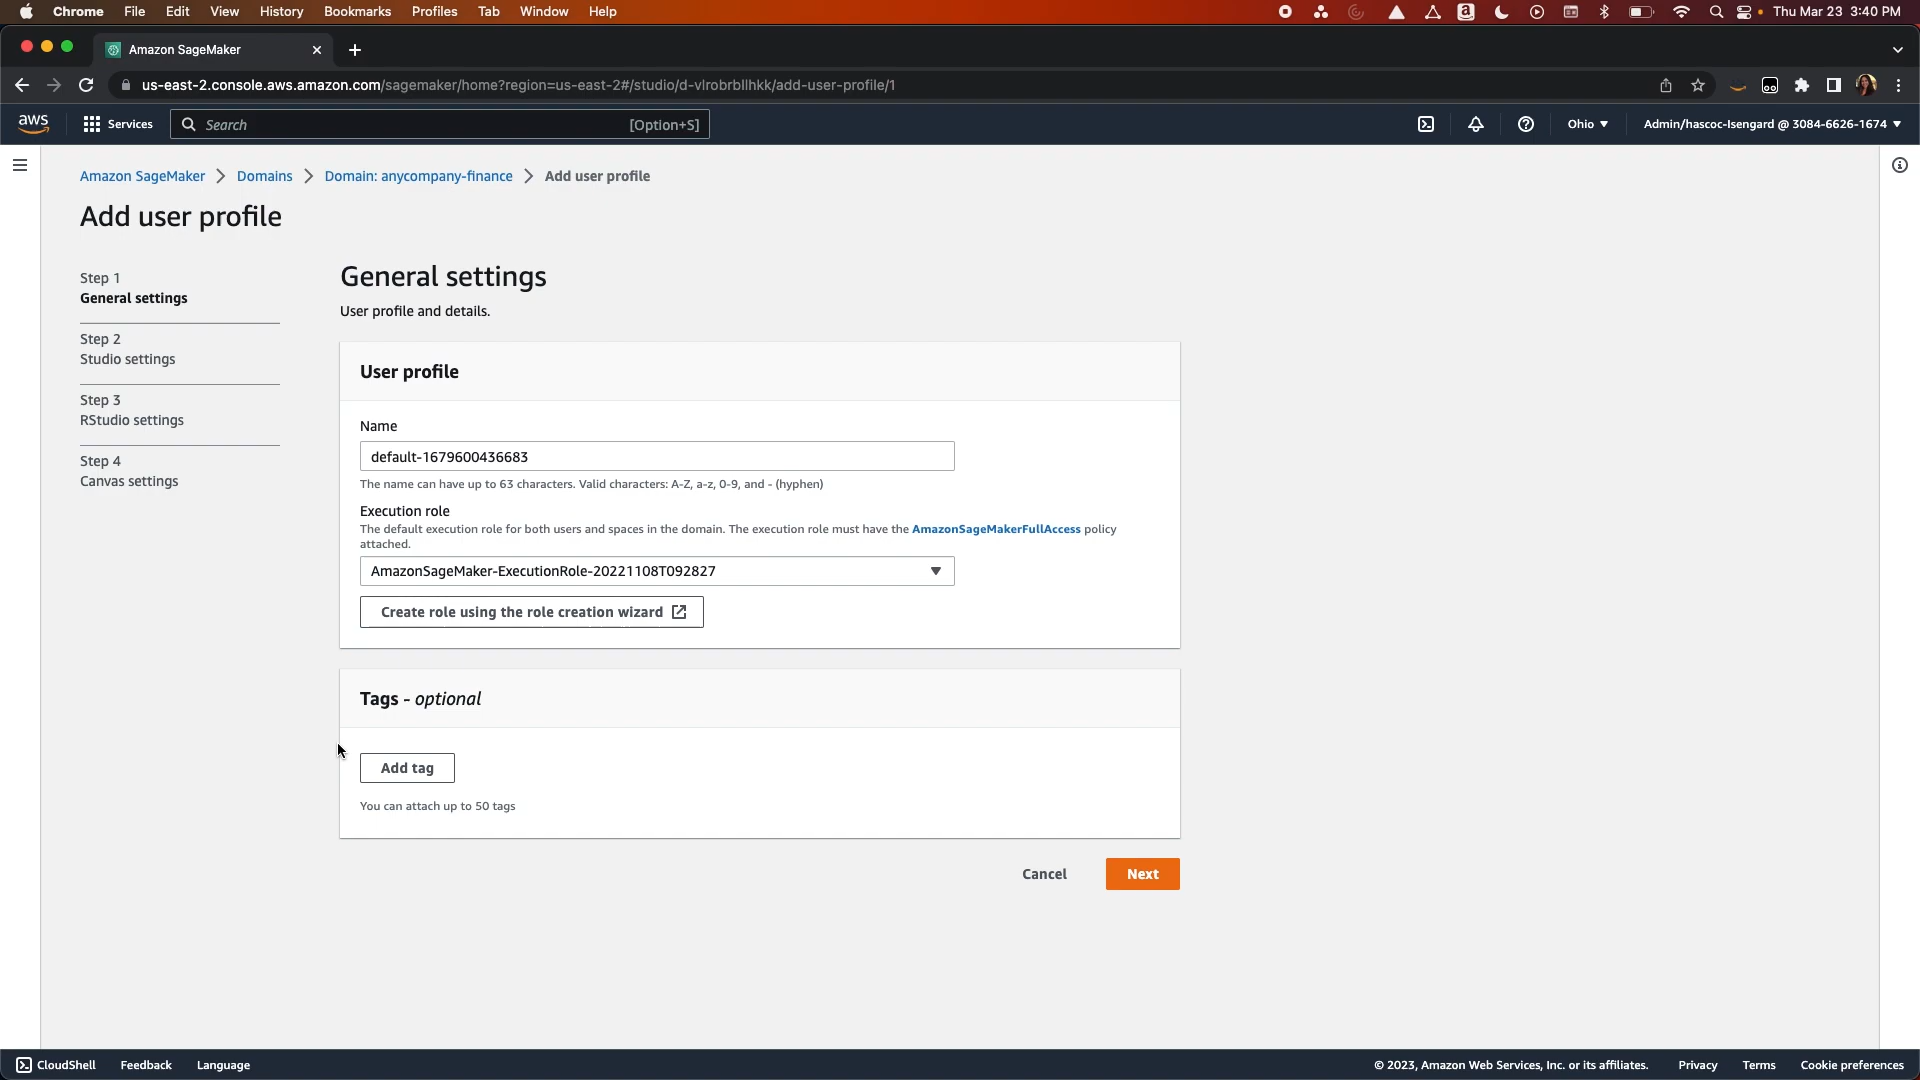 Chrome File Edit View History Bookmarks Profiles Tab Window Help Thu Mar 23 3:40 PM
Amazon SageMaker
us-east-2.console.aws.amazon.com/sagemaker/home?region=us-east-2#/studio/d-vlrobrbllhkk/add-user-profile/1
aws Services Search [Option+S] Ohio Admin/hascoc-Isengard @ 3084-6626-1674
Amazon SageMaker Domains Domain: anycompany-finance Add user profile
Add user profile
Step 1
General settings
Step 2
Studio settings
Step 3
RStudio settings
Step 4
Canvas settings
General settings
User profile and details.
User profile
Name
default-1679600436683
The name can have up to 63 characters. Valid characters: A-Z, a-z, 0-9, and - (hyphen)
Execution role
The default execution role for both users and spaces in the domain. The execution role must have the AmazonSageMakerFullAccess policy
attached.
AmazonSageMaker-ExecutionRole-20221108T092827
Create role using the role creation wizard
Tags - optional
Add tag
You can attach up to 50 tags
Cancel Next
CloudShell Feedback Language © 2023, Amazon Web Services, Inc. or its affiliates. Privacy Terms Cookie preferences